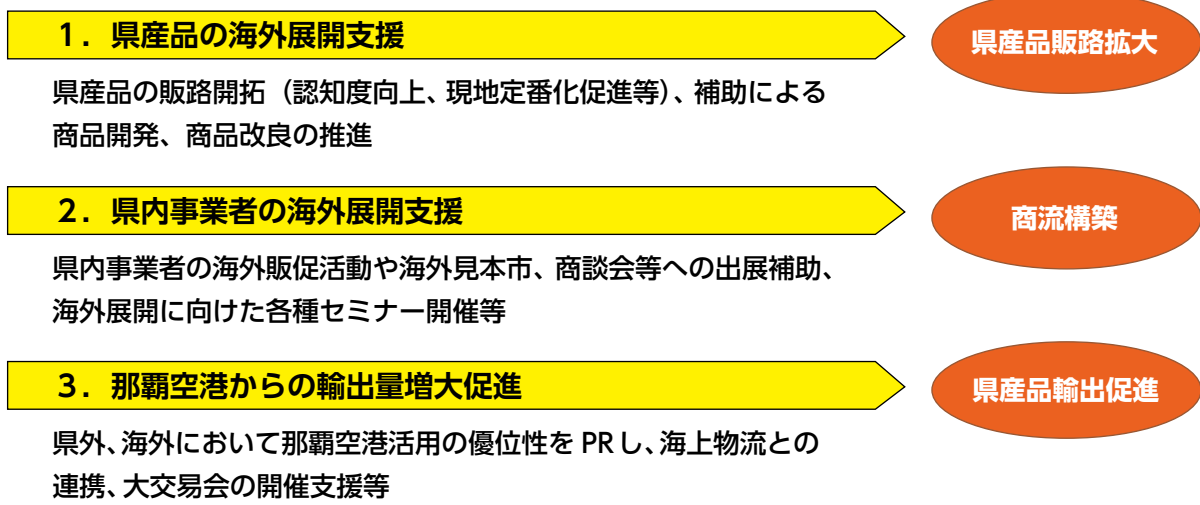 1．県産品の海外展開支援
県産品販路拡大
県産品の販路開拓（認知度向上、現地定番化促進等）、補助による
商品開発、商品改良の推進
2．県内事業者の海外展開支援
商流構築
県内事業者の海外販促活動や海外見本市、商談会等への出展補助、
海外展開に向けた各種セミナー開催等
3．那覇空港からの輸出量増大促進
県産品輸出促進
県外、海外において那覇空港活用の優位性を PRし、海上物流との
連携、大交易会の開催支援等